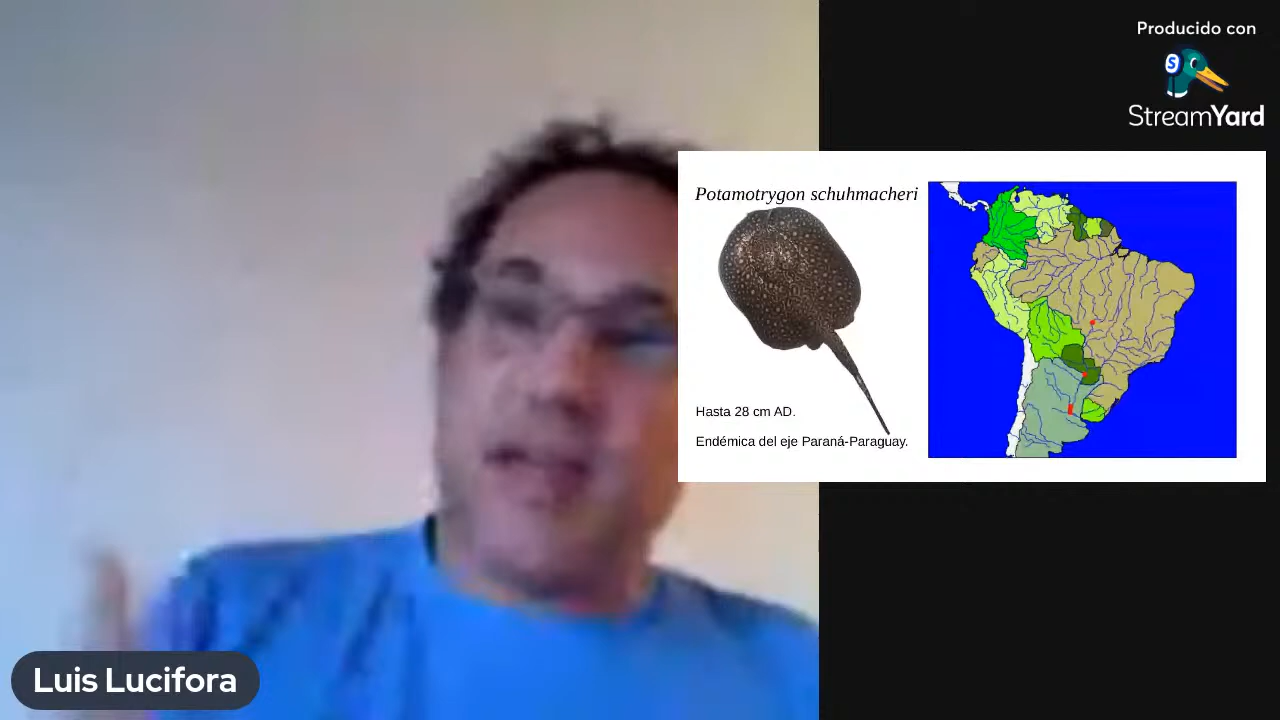 Producido con
StreamYard
Potamotrygon schuhmacheri
Hasta 28 cm AD.
Endémica del eje Paraná-Paraguay.
Luis Lucifora